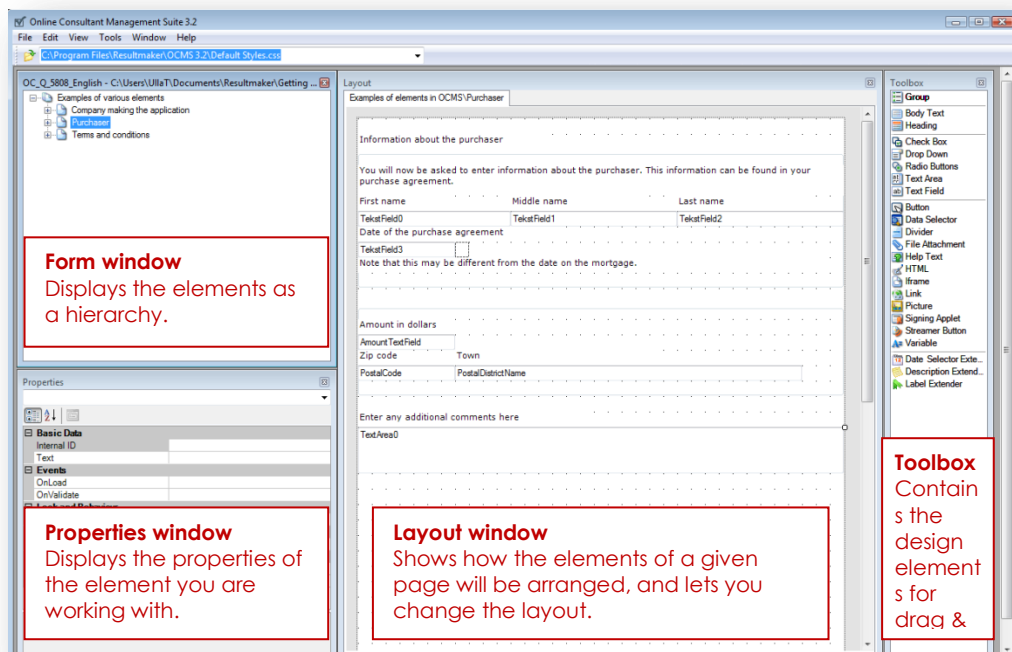 Online Consultant Management Suite 3.2
File Edit View Tools Window Help
C:\Program Files\Resultmaker\OCMS 3.2\Default Styles.css
OC_Q_5808_English - C:\Users\UllaT\Documents\Resultmaker\Getting ...
Examples of various elements
Company making the application
Purchaser
Terms and conditions
Form window
Displays the elements as
a hierarchy.
Properties
Basic Data
Internal ID
Text
Events
OnLoad
OnValidate
Properties window
Displays the properties of
the element you are
working with.
Layout
Examples of elements in OCMS\Purchaser
Information about the purchaser
You will now be asked to enter information about the purchaser. This information can be found in your
purchase agreement.
First name Middle name Last name
TekstField0 TekstField1 TekstField2
Date of the purchase agreement
TekstField3
Note that this may be different from the date on the mortgage.
Amount in dollars
AmountTextField
Zip code Town
PostalCode PostalDistrictName
Enter any additional comments here
TextArea0
Layout window
Shows how the elements of a given
page will be arranged, and lets you
change the layout.
Toolbox
Group
Body Text
Heading
Check Box
Drop Down
Radio Buttons
Text Area
Text Field
Button
Data Selector
Divider
File Attachment
Help Text
HTML
Iframe
Link
Picture
Signing Applet
Streamer Button
Variable
Date Selector Exte...
Description Extend...
Label Extender
Toolbox
Contain
s the
design
element
s for
drag &